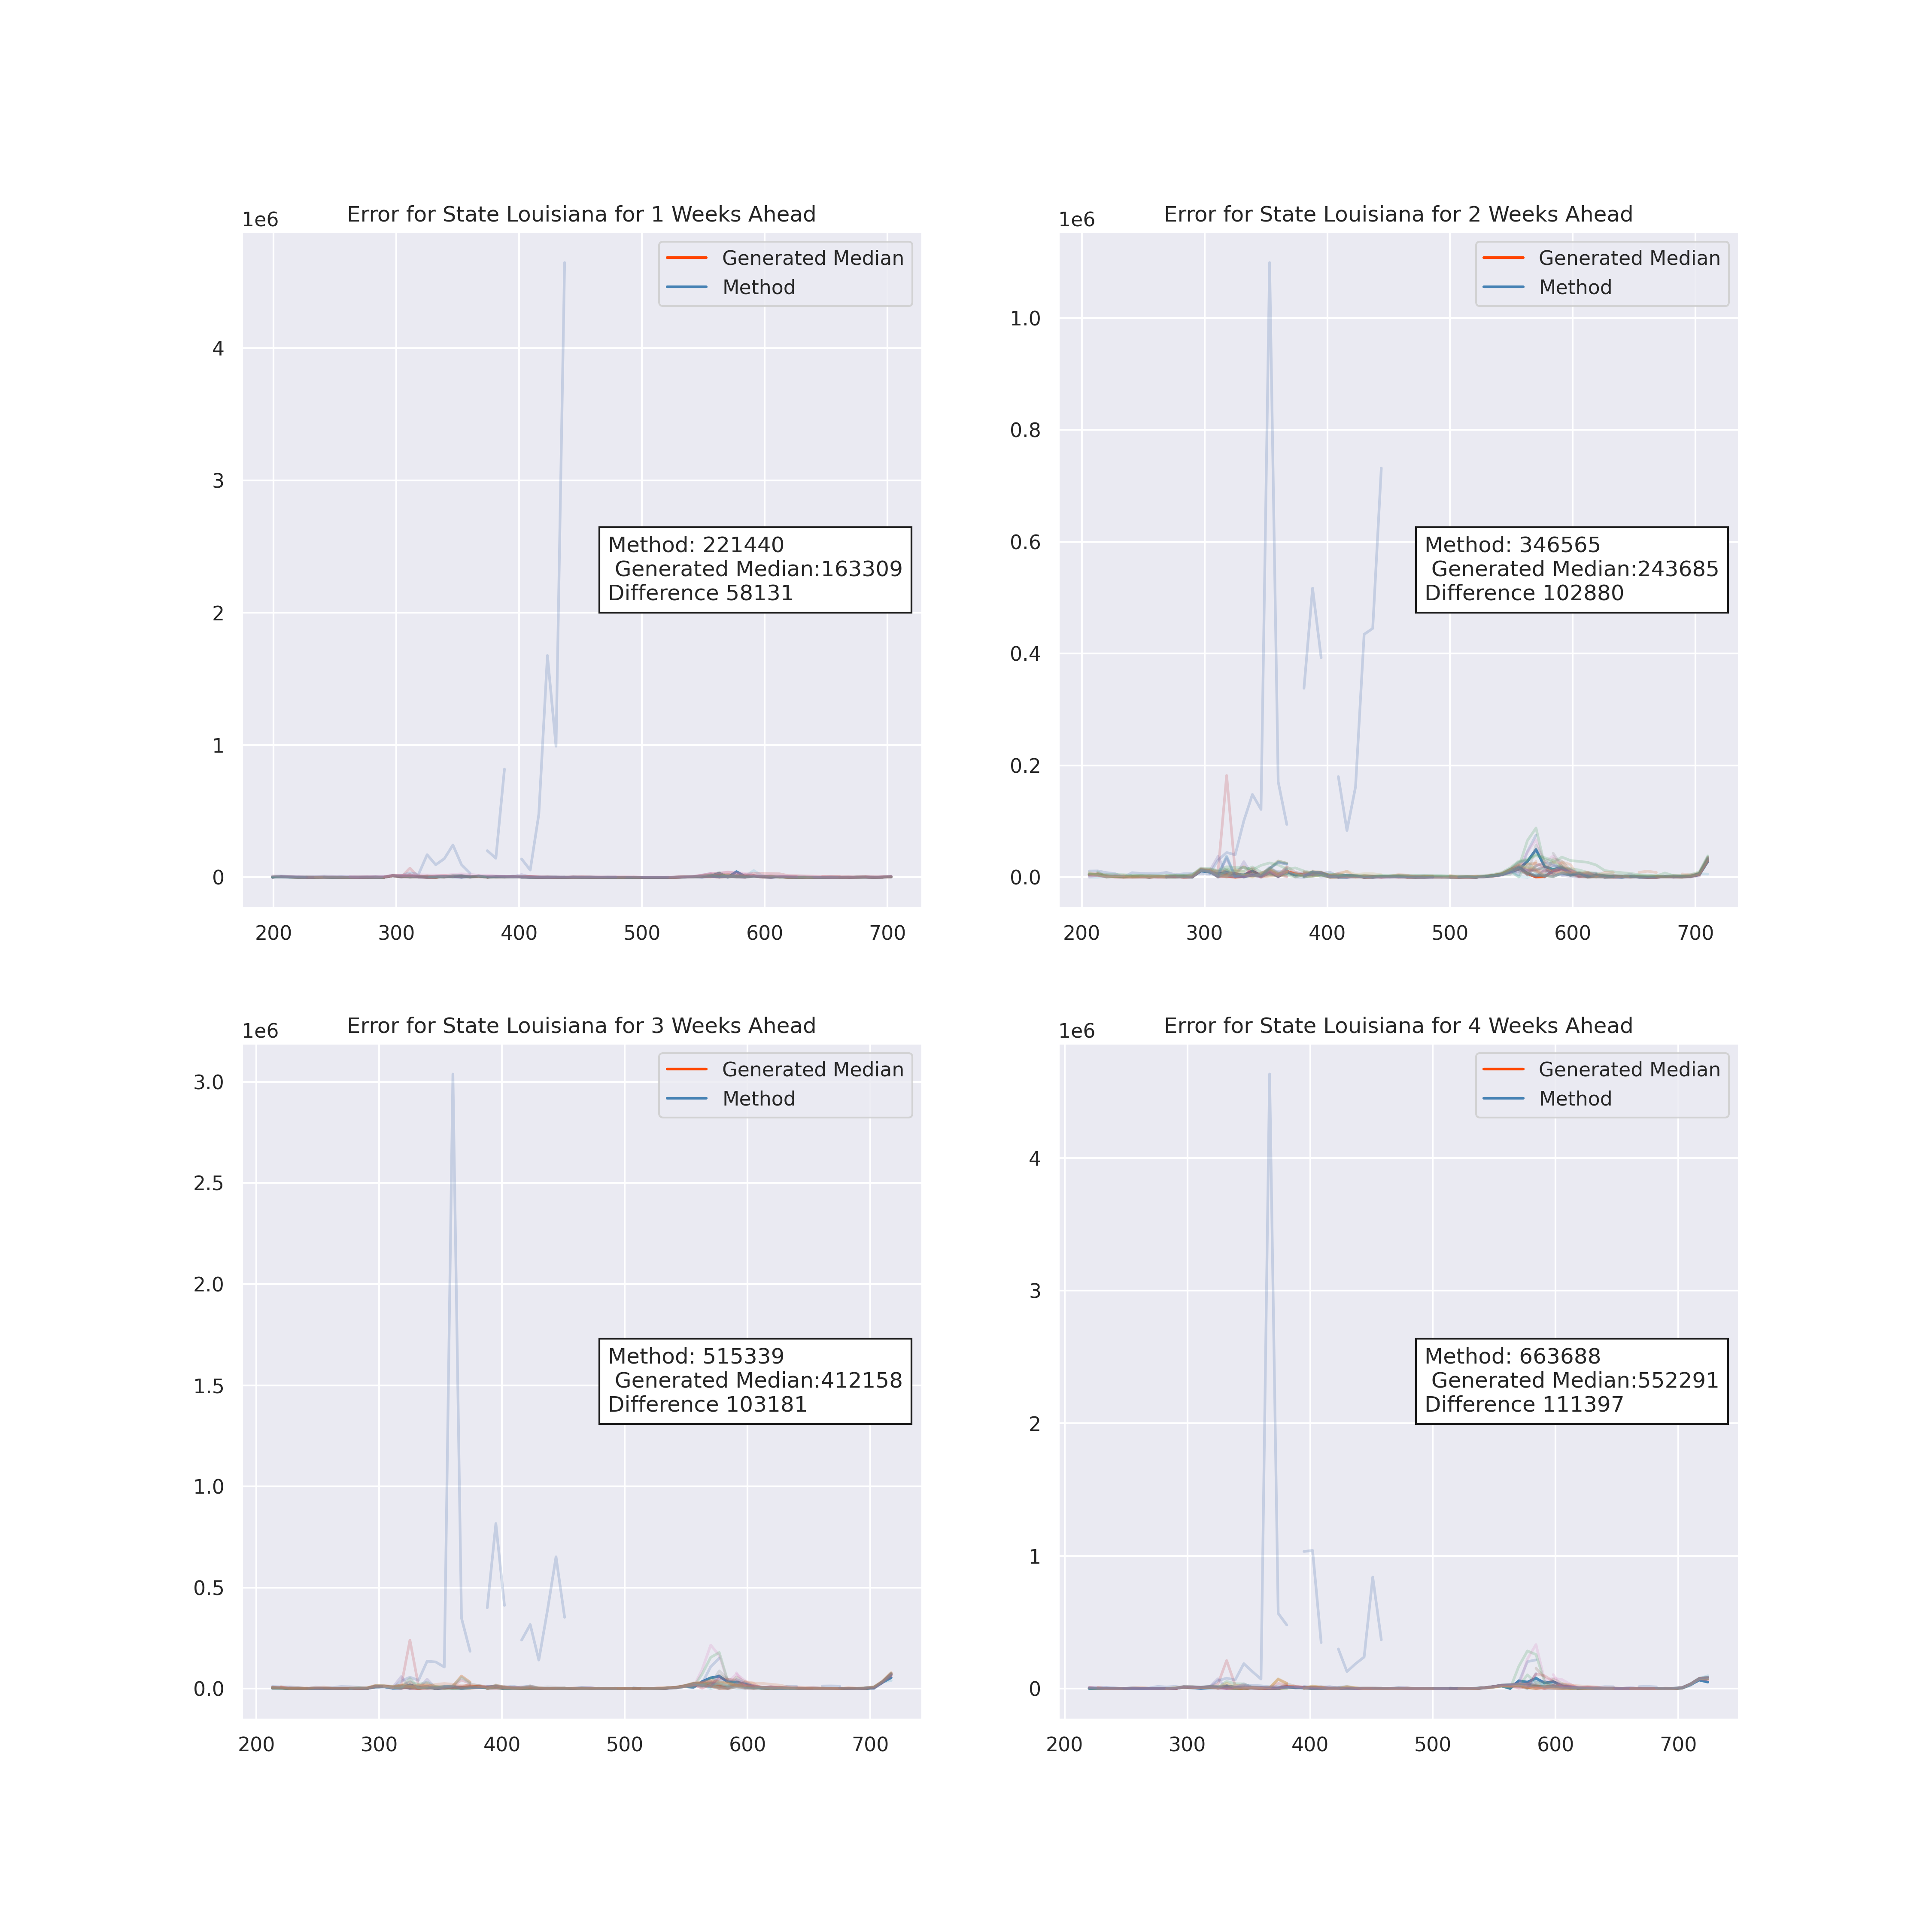 Error for State Louisiana for 1 Weeks Ahead
1e6
Generated Median
Method
4
3
2
1
0
Method: 221440
Generated Median:163309
Difference 58131
200 300 400 500 600 700
Error for State Louisiana for 2 Weeks Ahead
1e6
Generated Median
Method
1.0
0.8
0.6
0.4
0.2
0.0
Method: 346565
Generated Median:243685
Difference 102880
200 300 400 500 600 700
Error for State Louisiana for 3 Weeks Ahead
1e6
Generated Median
Method
3.0
2.5
2.0
1.5
1.0
0.5
0.0
Method: 515339
Generated Median:412158
Difference 103181
200 300 400 500 600 700
Error for State Louisiana for 4 Weeks Ahead
1e6
Generated Median
Method
4
3
2
1
0
Method: 663688
Generated Median:552291
Difference 111397
200 300 400 500 600 700